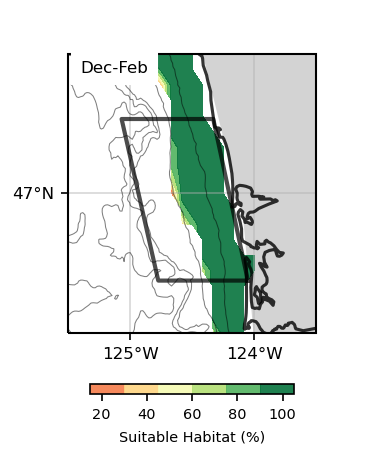 Dec-Feb
47°N
125°W 124°W
20 40 60 80 100
Suitable Habitat (%)